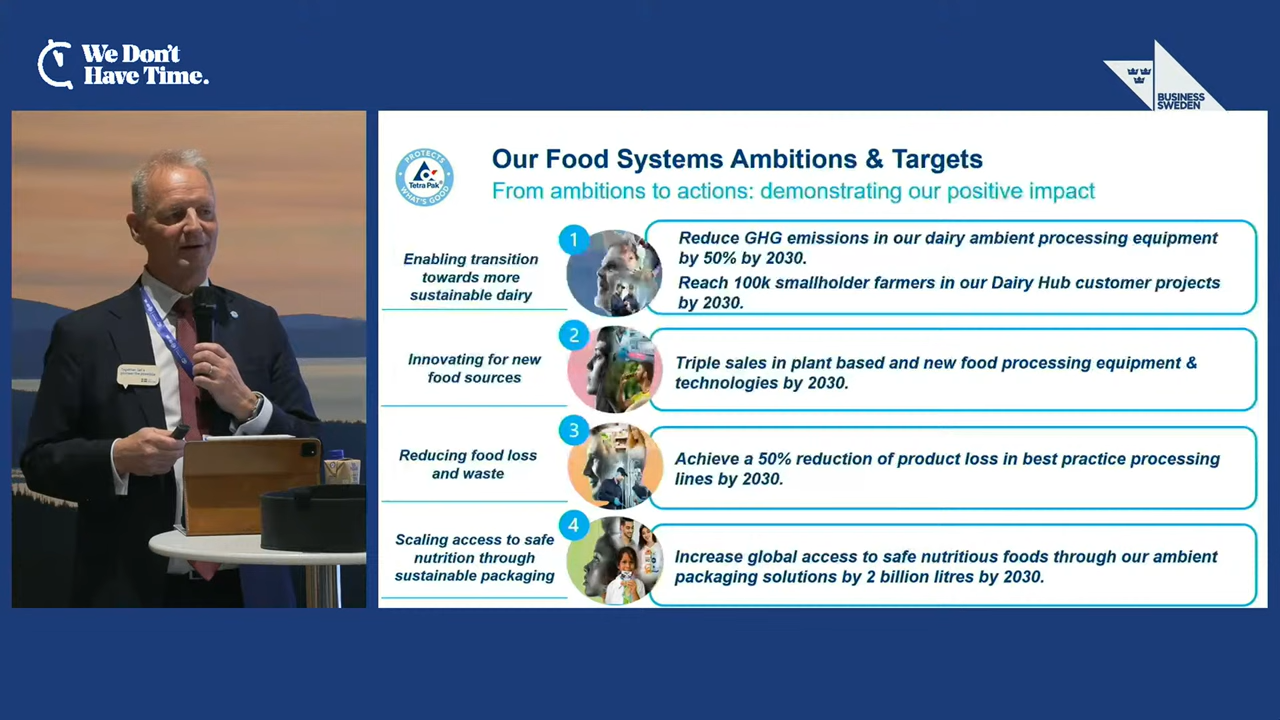 We Don't
Have Time.
BUSINESS
SWEDEN
PROTECTS
Tetra Pak
WHAT'S GOOD
Our Food Systems Ambitions & Targets
From ambitions to actions: demonstrating our positive impact
Enabling transition
towards more
sustainable dairy
1
Reduce GHG emissions in our dairy ambient processing equipment
by 50% by 2030.
Reach 100k smallholder farmers in our Dairy Hub customer projects
by 2030.
Innovating for new
food sources
2
Triple sales in plant based and new food processing equipment &
technologies by 2030.
Reducing food loss
and waste
3
Achieve a 50% reduction of product loss in best practice processing
lines by 2030.
Scaling access to safe
nutrition through
sustainable packaging
4
Increase global access to safe nutritious foods through our ambient
packaging solutions by 2 billion litres by 2030.